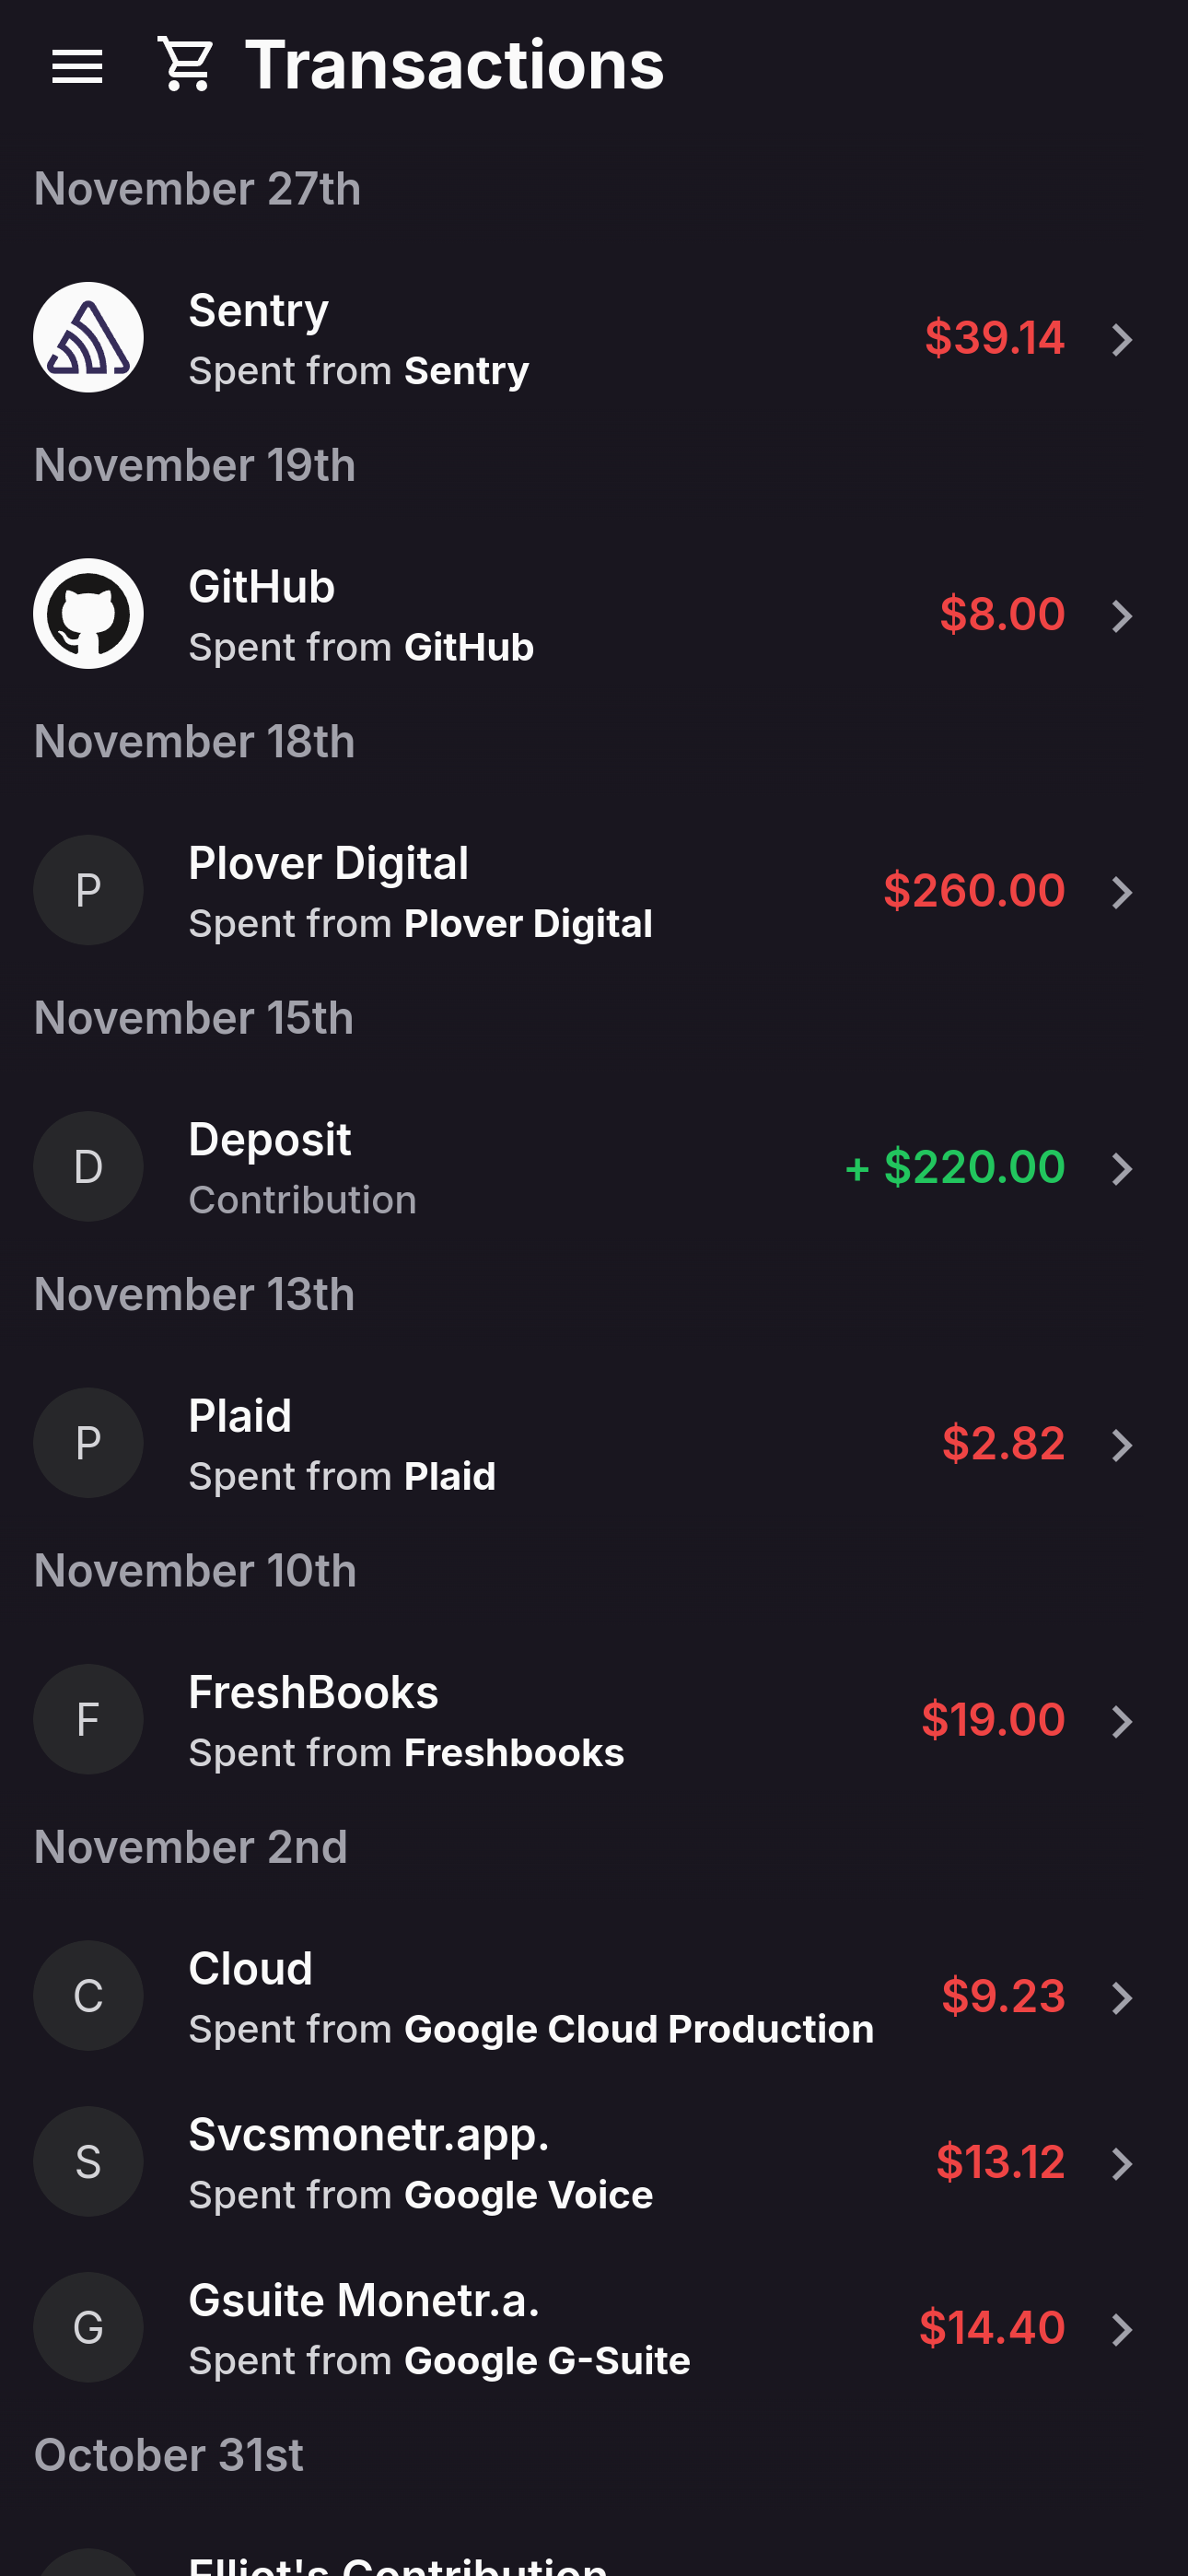 Transactions
November 27th
Sentry
Spent from Sentry
$39.14
November 19th
GitHub
Spent from GitHub
$8.00
November 18th
P
Plover Digital
Spent from Plover Digital
$260.00
November 15th
D
Deposit
Contribution
+ $220.00
November 13th
P
Plaid
Spent from Plaid
$2.82
November 10th
F
FreshBooks
Spent from Freshbooks
$19.00
November 2nd
C
Cloud
Spent from Google Cloud Production
$9.23
S
Svcsmonetr.app.
Spent from Google Voice
$13.12
G
Gsuite Monetr.a.
Spent from Google G-Suite
$14.40
October 31st
Elliot's Contribution